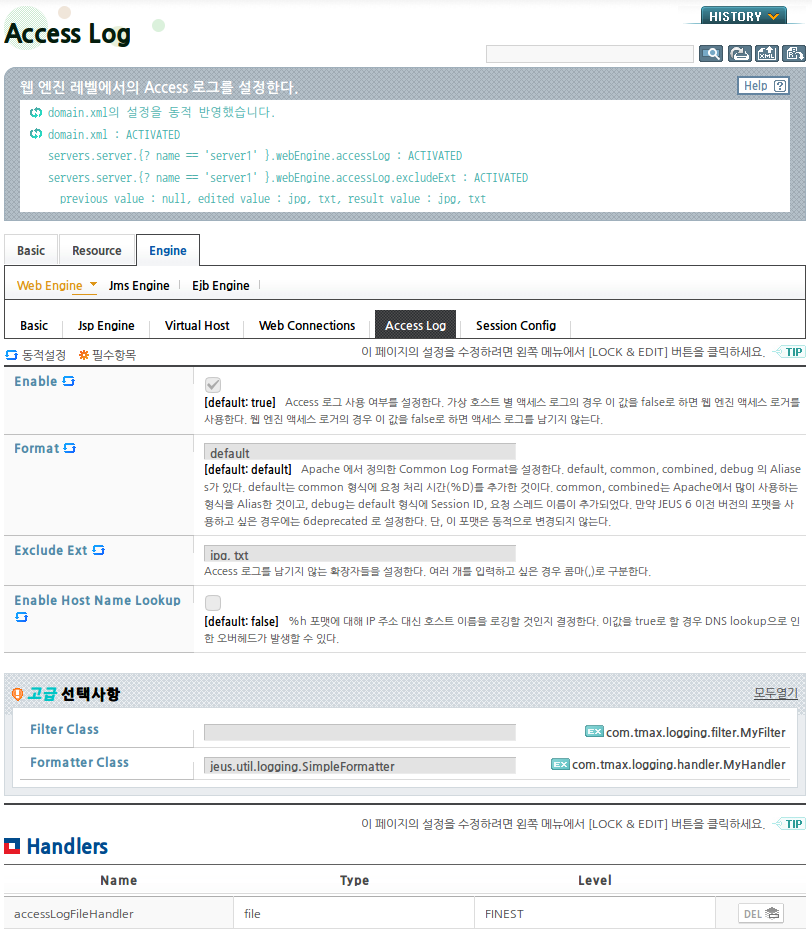 HISTORY
Access Log
XML
웹 엔진 레벨에서의 Access 로그를 설정한다.
Help ?
domain.xml의 설정을 동적 반영했습니다.
domain.xml : ACTIVATED
servers.server.{? name == 'server1' }.webEngine.accessLog : ACTIVATED
servers.server.{? name == 'server1' }.webEngine.accessLog.excludeExt : ACTIVATED
previous value : null, edited value : jpg, txt, result value : jpg, txt
Basic Resource Engine
Web Engine Jms Engine Ejb Engine
Basic Jsp Engine Virtual Host Web Connections Access Log Session Config
동적설정 필수항목 이 페이지의 설정을 수정하려면 왼쪽 메뉴에서 [LOCK & EDIT] 버튼을 클릭하세요. TIP
Enable
[default: true] Access 로그 사용 여부를 설정한다. 가상 호스트 별 액세스 로그의 경우 이 값을 false로 하면 웹 엔진 액세스 로거를
사용한다. 웹 엔진 액세스 로거의 경우 이 값을 false로 하면 액세스 로그를 남기지 않는다.
Format
default
[default: default] Apache 에서 정의한 Common Log Format을 설정한다. default, common, combined, debug 의 Aliase
s가 있다. default는 common 형식에 요청 처리 시간(%D)를 추가한 것이다. common, combined는 Apache에서 많이 사용하는
형식을 Alias한 것이고, debug는 default 형식에 Session ID, 요청 스레드 이름이 추가되었다. 만약 JEUS 6 이전 버전의 포맷을 사
용하고 싶은 경우에는 6deprecated 로 설정한다. 단, 이 포맷은 동적으로 변경되지 않는다.
Exclude Ext
jpg, txt
Access 로그를 남기지 않는 확장자들을 설정한다. 여러 개를 입력하고 싶은 경우 콤마(,)로 구분한다.
Enable Host Name Lookup
[default: false] %h 포맷에 대해 IP 주소 대신 호스트 이름을 로깅할 것인지 결정한다. 이값을 true로 할 경우 DNS lookup으로 인
한 오버헤드가 발생할 수 있다.
고급 선택사항 모두열기
Filter Class EX com.tmax.logging.filter.MyFilter
Formatter Class jeus.util.logging.SimpleFormatter EX com.tmax.logging.handler.MyHandler
이 페이지의 설정을 수정하려면 왼쪽 메뉴에서 [LOCK & EDIT] 버튼을 클릭하세요. TIP
Handlers
Name Type Level
accessLogFileHandler file FINEST DEL